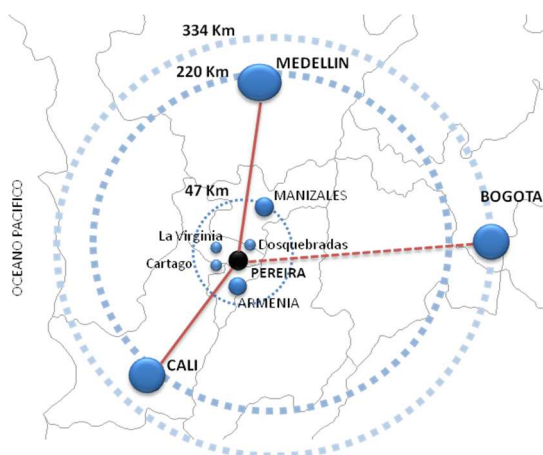 334 Km
MEDELLIN
220 Km
47 Km
MANIZALES
BOGOTA
La Virginia
Dosquebradas
Cartago
PEREIRA
ARMENIA
CALI
OCEANO PACIFICO